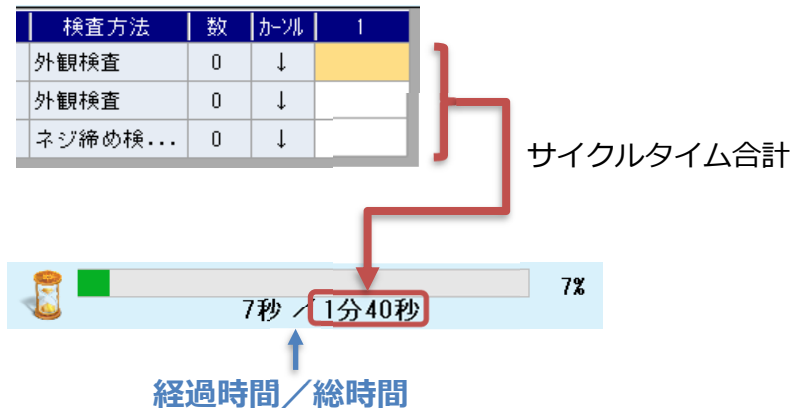 検査方法 数 カーソル 1
外観検査 0 ↓
外観検査 0 ↓
ネジ締め検... 0 ↓
サイクルタイム合計
7%
7秒 / 1分40秒
経過時間／総時間